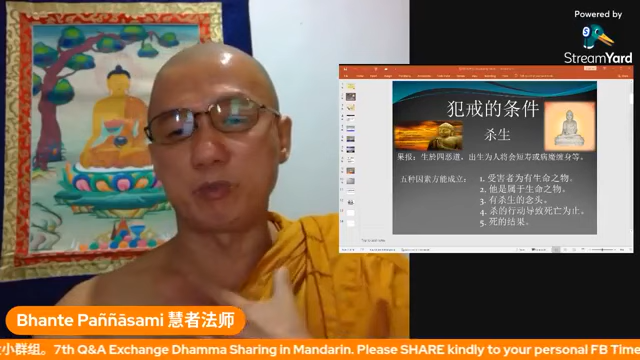 Powered by
StreamYard
犯戒的条件
杀生
果报：生於四恶道，出生为人将会短寿或病魔缠身等。
五种因素方能成立：
1. 受害者为有生命之物。
2. 他是属于生命之物。
3. 有杀生的念头。
4. 杀的行动导致死亡为止。
5. 死的结果。
Bhante Paññāsami 慧者法师
小群组。7th Q&A Exchange Dhamma Sharing in Mandarin. Please SHARE kindly to your personal FB Time